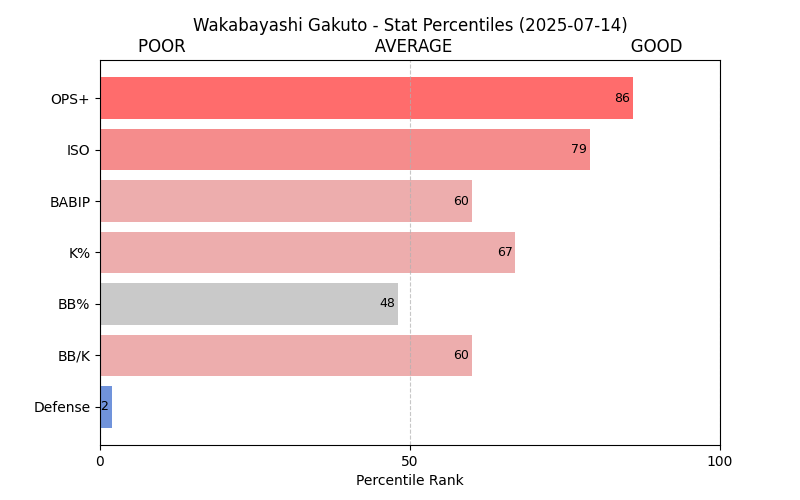 Wakabayashi Gakuto - Stat Percentiles (2025-07-14)
POOR AVERAGE GOOD
OPS+ 86
ISO 79
BABIP 60
K% 67
BB% 48
BB/K 60
Defense 2
0 50 100
Percentile Rank